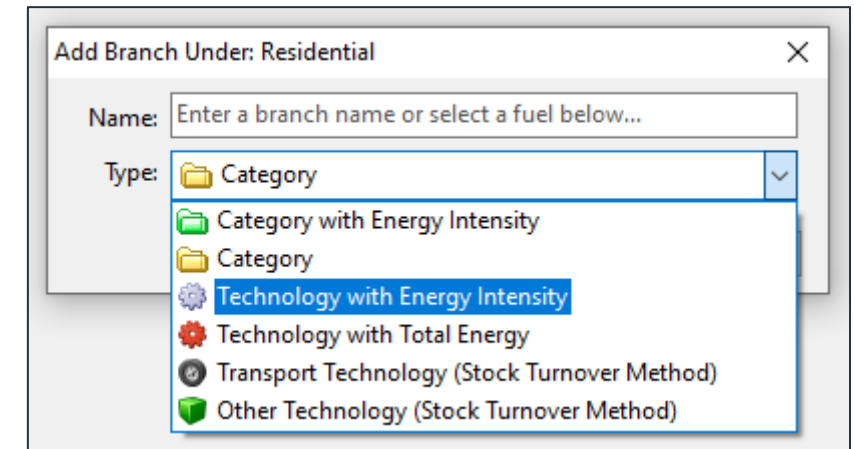 Add Branch Under: Residential
Name: Enter a branch name or select a fuel below...
Type: Category
Category with Energy Intensity
Category
Technology with Energy Intensity
Technology with Total Energy
Transport Technology (Stock Turnover Method)
Other Technology (Stock Turnover Method)